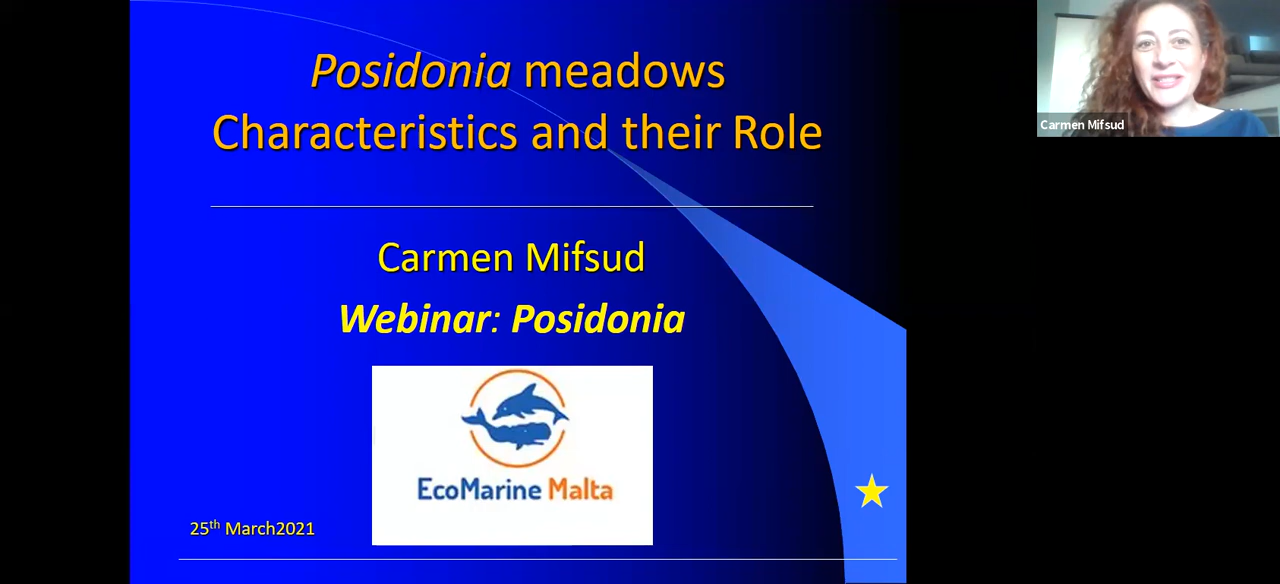 Posidonia meadows
Characteristics and their Role
Carmen Mifsud
Webinar: Posidonia
EcoMarine Malta
25th March2021
Carmen Mifsud